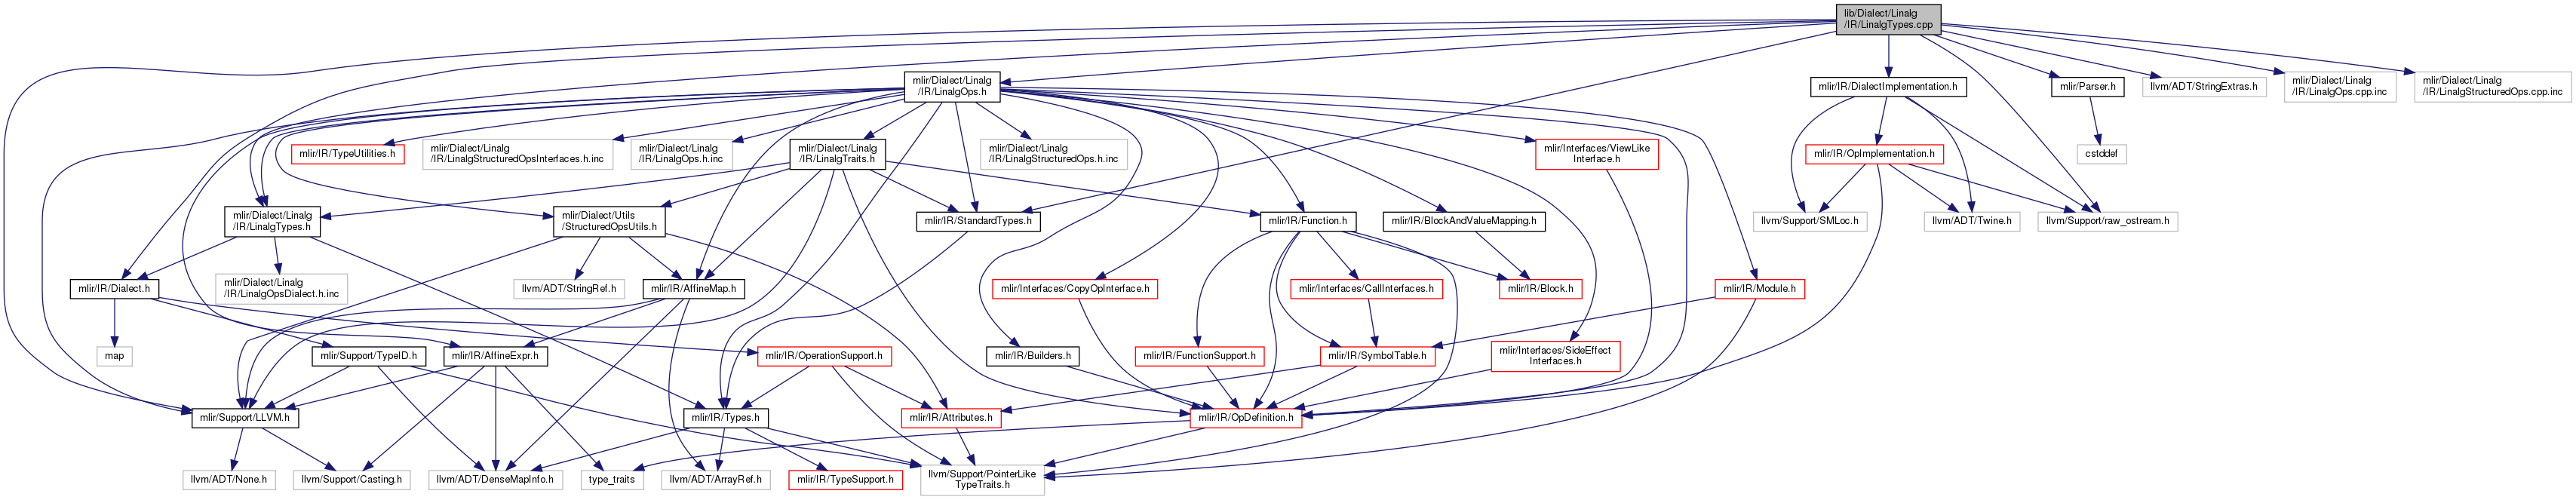 lib/Dialect/Linalg
/IR/LinalgTypes.cpp
mlir/Dialect/Linalg
/IR/LinalgOps.h
mlir/IR/DialectImplementation.h
mlir/Parser.h
llvm/ADT/StringExtras.h
mlir/Dialect/Linalg
/IR/LinalgOps.cpp.inc
mlir/Dialect/Linalg
/IR/LinalgStructuredOps.cpp.inc
mlir/IR/TypeUtilities.h
mlir/Dialect/Linalg
/IR/LinalgStructuredOpsInterfaces.h.inc
mlir/Dialect/Linalg
/IR/LinalgOps.h.inc
mlir/Dialect/Linalg
/IR/LinalgTraits.h
mlir/Dialect/Linalg
/IR/LinalgStructuredOps.h.inc
mlir/Interfaces/ViewLike
Interface.h
mlir/IR/OpImplementation.h
cstddef
mlir/Dialect/Linalg
/IR/LinalgTypes.h
mlir/Dialect/Utils
/StructuredOpsUtils.h
mlir/IR/StandardTypes.h
mlir/IR/Function.h
mlir/IR/BlockAndValueMapping.h
llvm/Support/SMLoc.h
llvm/ADT/Twine.h
llvm/Support/raw_ostream.h
mlir/IR/Dialect.h
mlir/Dialect/Linalg
/IR/LinalgOpsDialect.h.inc
llvm/ADT/StringRef.h
mlir/IR/AffineMap.h
mlir/Interfaces/CopyOpInterface.h
mlir/Interfaces/CallInterfaces.h
mlir/IR/Block.h
mlir/IR/Module.h
map
mlir/Support/TypeID.h
mlir/IR/AffineExpr.h
mlir/IR/OperationSupport.h
mlir/IR/Builders.h
mlir/IR/FunctionSupport.h
mlir/IR/SymbolTable.h
mlir/Interfaces/SideEffect
Interfaces.h
mlir/Support/LLVM.h
mlir/IR/Types.h
mlir/IR/Attributes.h
mlir/IR/OpDefinition.h
llvm/ADT/None.h
llvm/Support/Casting.h
llvm/ADT/DenseMapInfo.h
type_traits
llvm/ADT/ArrayRef.h
mlir/IR/TypeSupport.h
llvm/Support/PointerLike
TypeTraits.h